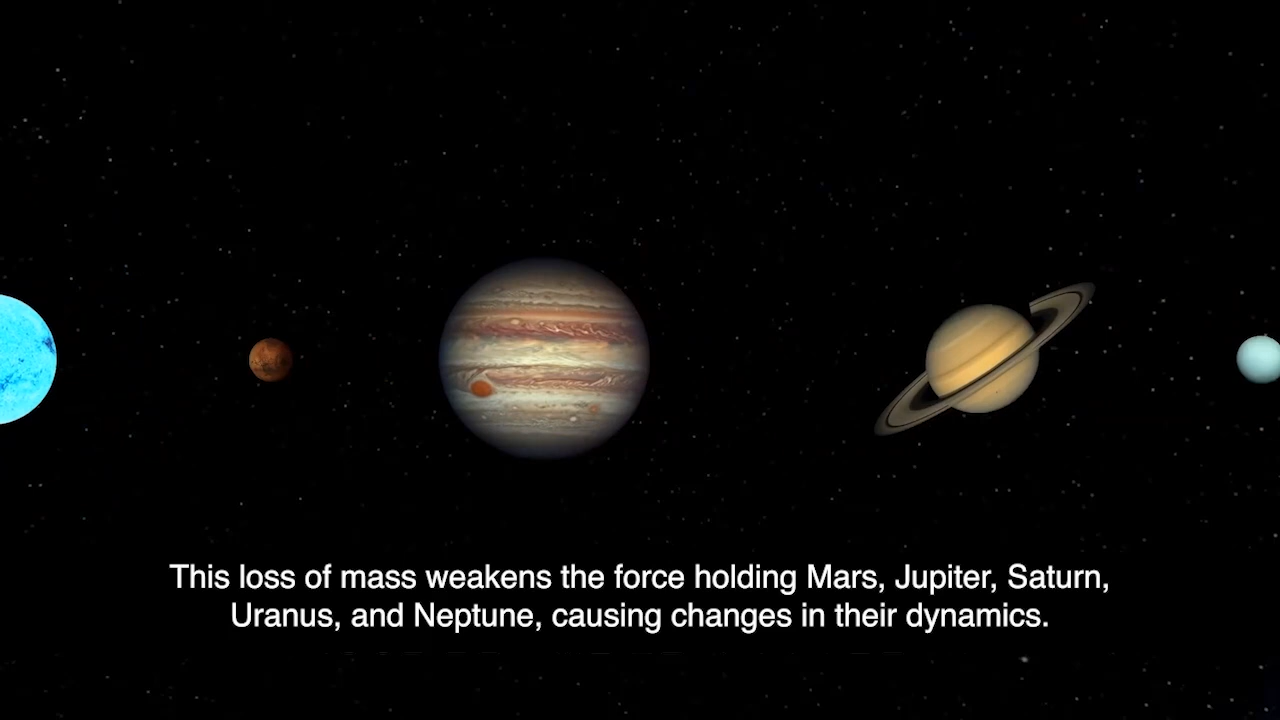 This loss of mass weakens the force holding Mars, Jupiter, Saturn,
Uranus, and Neptune, causing changes in their dynamics.